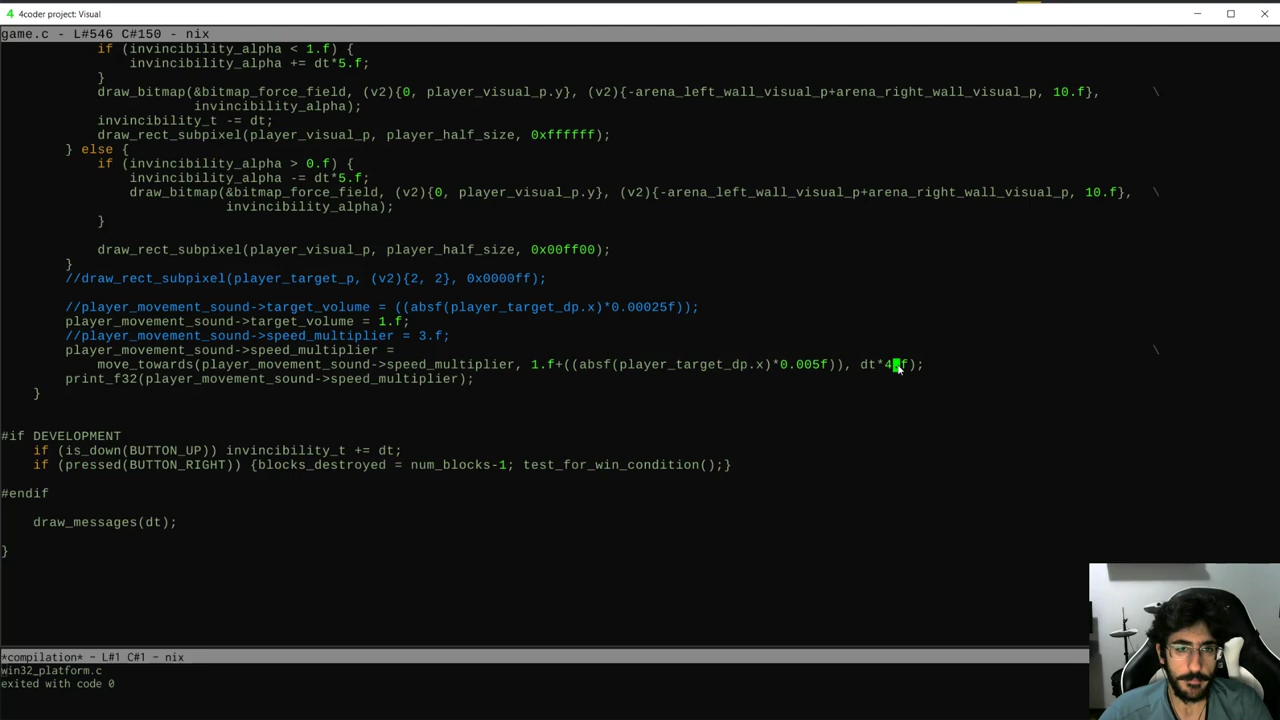 4 4coder project: Visual
game.c - L#546 C#150 - nix
if (invincibility_alpha < 1.f) {
invincibility_alpha += dt*5.f;
}
draw_bitmap(&bitmap_force_field, (v2){0, player_visual_p.y}, (v2){-arena_left_wall_visual_p+arena_right_wall_visual_p, 10.f}, \
invincibility_alpha);
invincibility_t -= dt;
draw_rect_subpixel(player_visual_p, player_half_size, 0xffffff);
} else {
if (invincibility_alpha > 0.f) {
invincibility_alpha -= dt*5.f;
draw_bitmap(&bitmap_force_field, (v2){0, player_visual_p.y}, (v2){-arena_left_wall_visual_p+arena_right_wall_visual_p, 10.f}, \
invincibility_alpha);
}
draw_rect_subpixel(player_visual_p, player_half_size, 0x00ff00);
}
//draw_rect_subpixel(player_target_p, (v2){2, 2}, 0x0000ff);
//player_movement_sound->target_volume = ((absf(player_target_dp.x)*0.00025f));
player_movement_sound->target_volume = 1.f;
//player_movement_sound->speed_multiplier = 3.f;
player_movement_sound->speed_multiplier = \
move_towards(player_movement_sound->speed_multiplier, 1.f+((absf(player_target_dp.x)*0.005f)), dt*4.f);
print_f32(player_movement_sound->speed_multiplier);
}
#if DEVELOPMENT
if (is_down(BUTTON_UP)) invincibility_t += dt;
if (pressed(BUTTON_RIGHT)) {blocks_destroyed = num_blocks-1; test_for_win_condition();}
#endif
draw_messages(dt);
}
*compilation* - L#1 C#1 - nix
win32_platform.c
exited with code 0